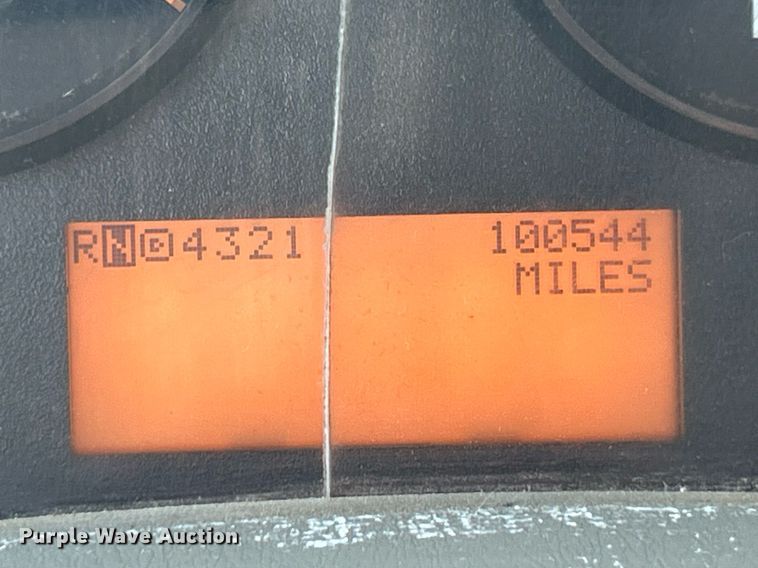 RNⒹ4321 100544
MILES
Purple Wave Auction